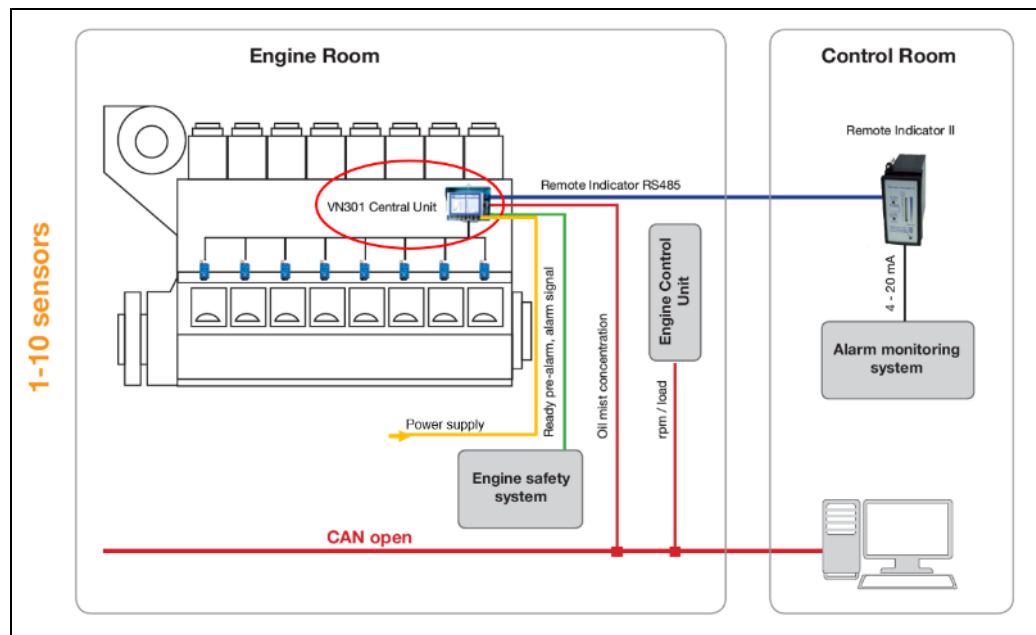 Engine Room
Control Room
Remote Indicator II
Remote Indicator RS485
VN301 Central Unit
1-10 sensors
Ready pre-alarm, alarm signal
Oil mist concentration
Engine Control
Unit
rpm / load
4 - 20 mA
Alarm monitoring
system
Power supply
Engine safety
system
CAN open